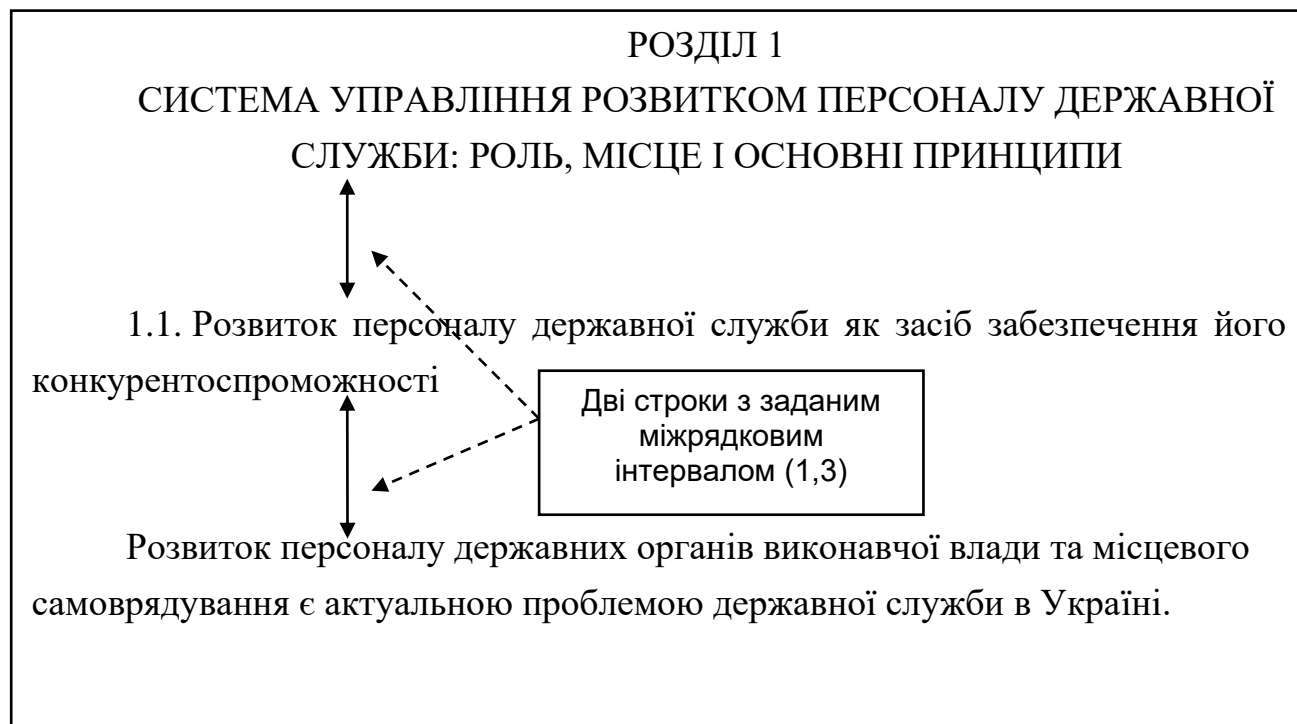 РОЗДІЛ 1
СИСТЕМА УПРАВЛІННЯ РОЗВИТКОМ ПЕРСОНАЛУ ДЕРЖАВНОЇ
СЛУЖБИ: РОЛЬ, МІСЦЕ І ОСНОВНІ ПРИНЦИПИ
1.1. Розвиток персоналу державної служби як засіб забезпечення його
конкурентоспроможності
Дві строки з заданим
міжрядковим
інтервалом (1,3)
Розвиток персоналу державних органів виконавчої влади та місцевого
самоврядування є актуальною проблемою державної служби в Україні.